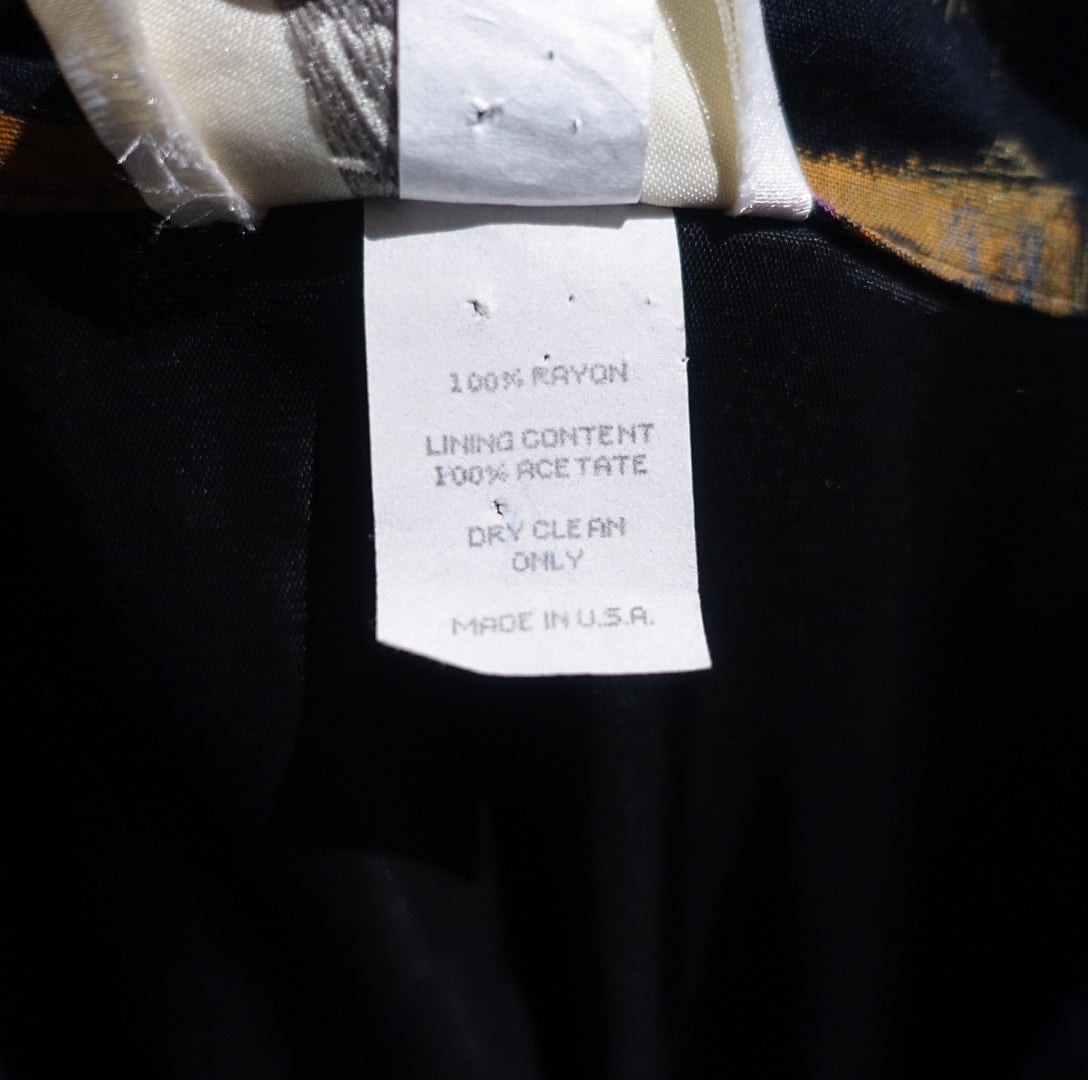 100% RAYON
LINING CONTENT
100% ACETATE
DRY CLEAN
ONLY
MADE IN U.S.A.